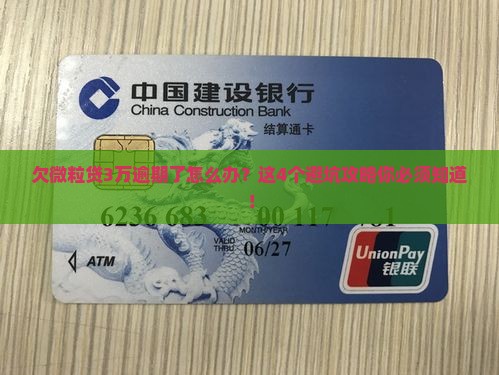 中国建设银行
China Construction Bank
结算通卡
欠微粒贷3万逾期了怎么办？这4个避坑攻略你必须知道
！
6236 683 117
MONTH/YEAR
VALID
THRU
06/27
ATM
UnionPay
银联